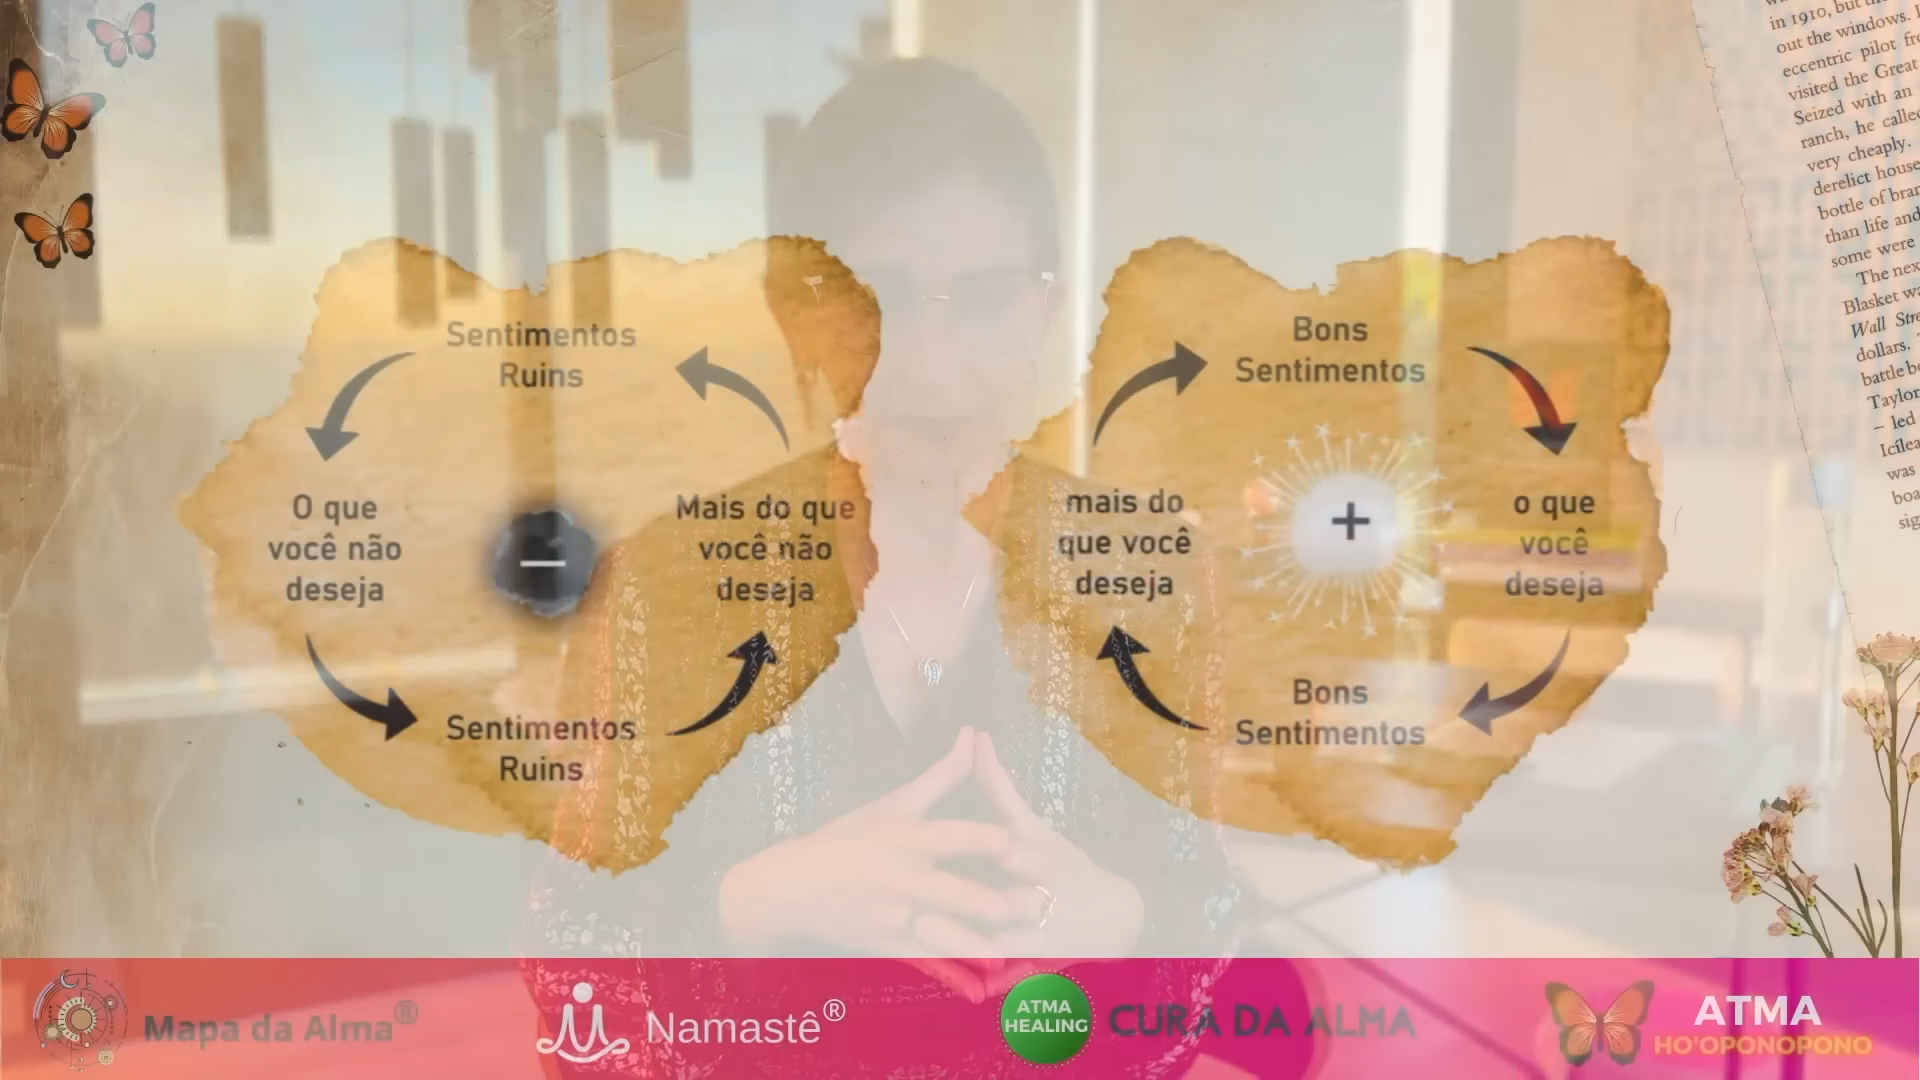 in 1910, but
out the windows.
eccentric pilot
visited the Great
Seized with an
ranch, he called
very cheaply.
derelict house
bottle of
than life and
some were
The
Blasket
Wall
dollars.
battle
Taylor
– led
was
Sentimentos
Ruins
O que
você não
deseja
−
Mais do que
você não
deseja
Sentimentos
Ruins
Bons
Sentimentos
mais do
que você
deseja
+
o que
você
deseja
Bons
Sentimentos
Mapa da Alma®
Namastê®
ATMA
HEALING
CURA DA ALMA
ATMA
HO'OPONOPONO